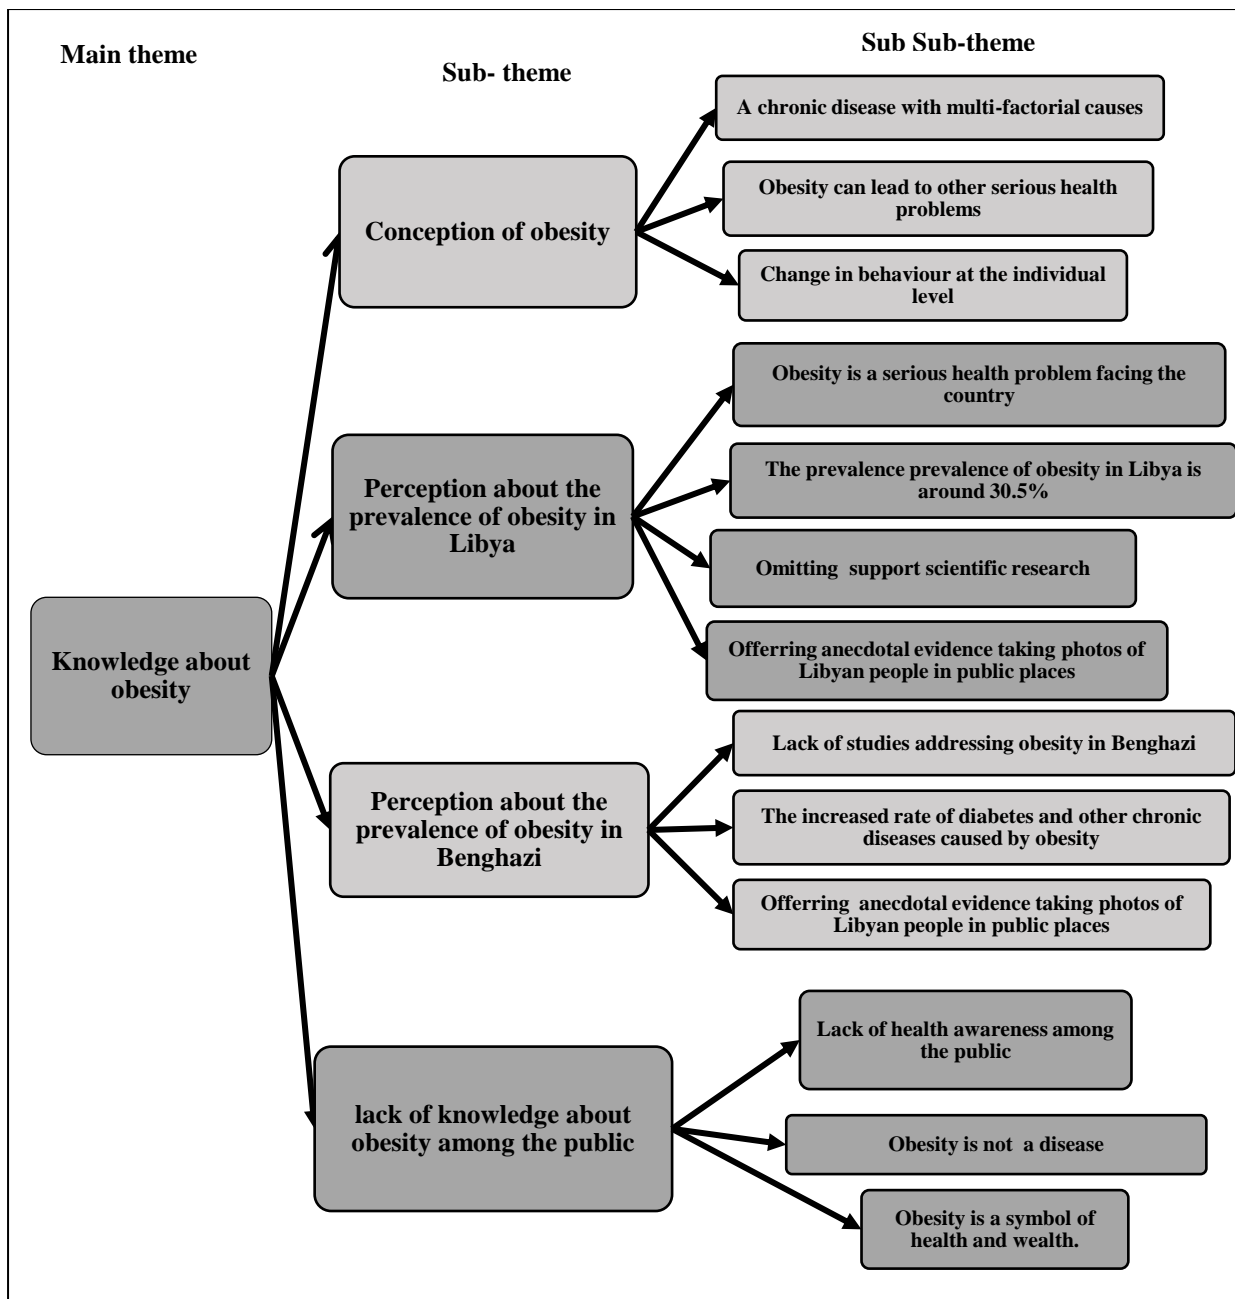 Main theme
Sub- theme
Sub Sub-theme
Knowledge about
obesity
Conception of obesity
A chronic disease with multi-factorial causes
Obesity can lead to other serious health
problems
Change in behaviour at the individual
level
Perception about the
prevalence of obesity in
Libya
Obesity is a serious health problem facing the
country
The prevalence prevalence of obesity in Libya is
around 30.5%
Omitting support scientific research
Offerring anecdotal evidence taking photos of
Libyan people in public places
Perception about the
prevalence of obesity in
Benghazi
Lack of studies addressing obesity in Benghazi
The increased rate of diabetes and other chronic
diseases caused by obesity
Offerring anecdotal evidence taking photos of
Libyan people in public places
lack of knowledge about
obesity among the public
Lack of health awareness among
the public
Obesity is not a disease
Obesity is a symbol of
health and wealth.